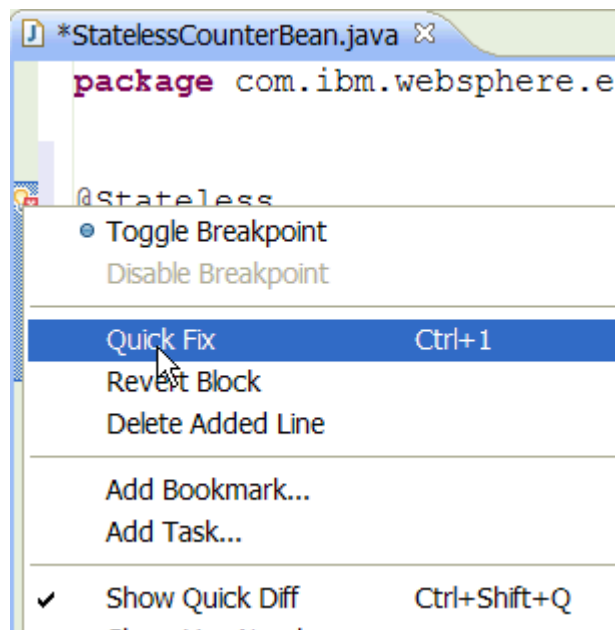 *StatelessCounterBean.java
package com.ibm.websphere.e
@Stateless
Toggle Breakpoint
Disable Breakpoint
Quick Fix Ctrl+1
Revert Block
Delete Added Line
Add Bookmark...
Add Task...
Show Quick Diff Ctrl+Shift+Q